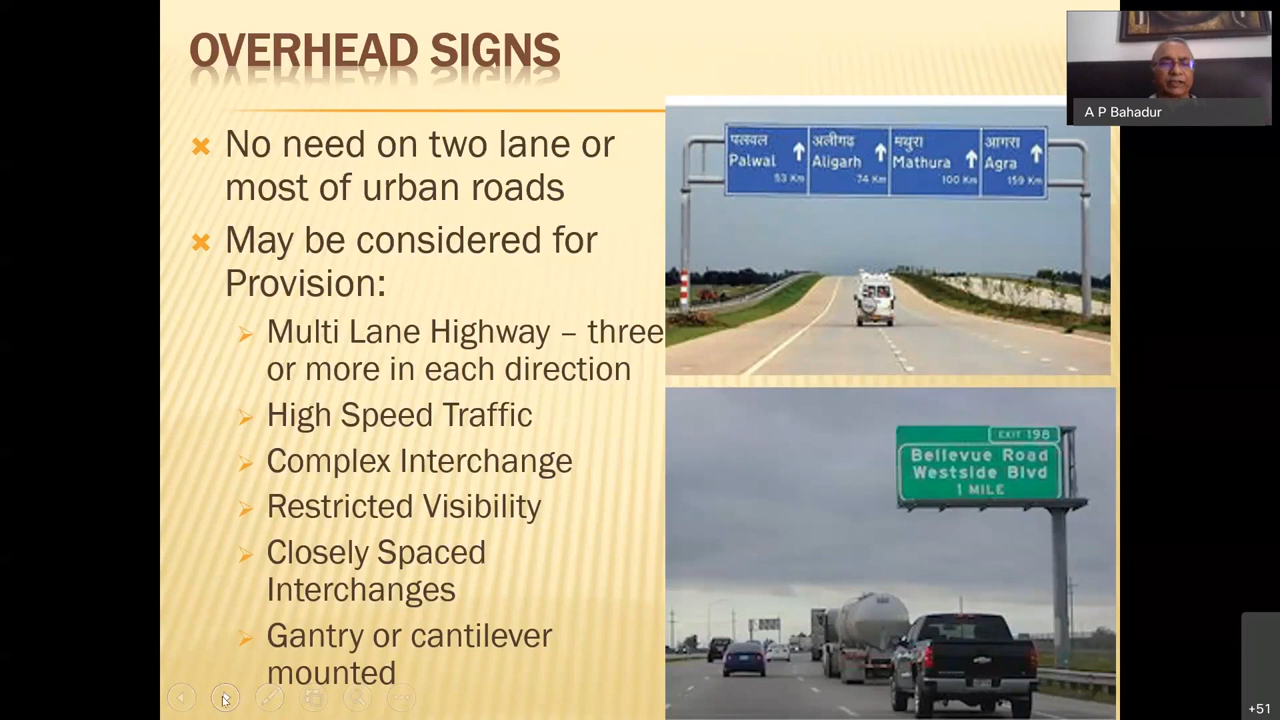 OVERHEAD SIGNS
No need on two lane or
most of urban roads
May be considered for
Provision:
Multi Lane Highway – three
or more in each direction
High Speed Traffic
Complex Interchange
Restricted Visibility
Closely Spaced
Interchanges
Gantry or cantilever
mounted
पलवल
Palwal
53 Km
अलीगढ़
Aligarh
74 Km
मथुरा
Mathura
100 Km
आगरा
Agra
159 Km
EXIT 198
Bellevue Road
Westside Blvd
1 MILE
A P Bahadur
+51